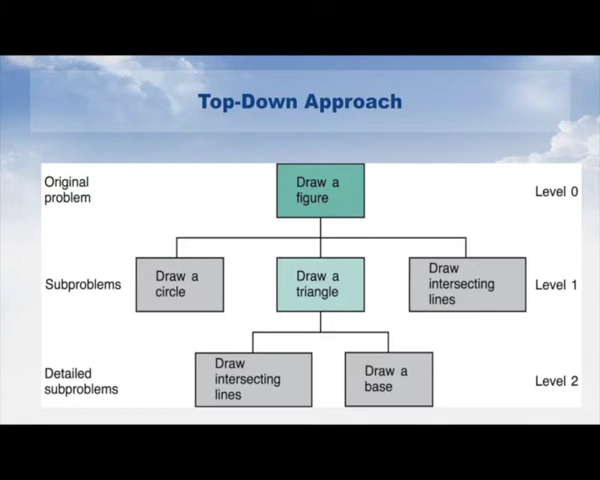 Top-Down Approach
Original
problem
Draw a
figure
Level 0
Subproblems
Draw a
circle
Draw a
triangle
Draw
intersecting
lines
Level 1
Detailed
subproblems
Draw
intersecting
lines
Draw a
base
Level 2